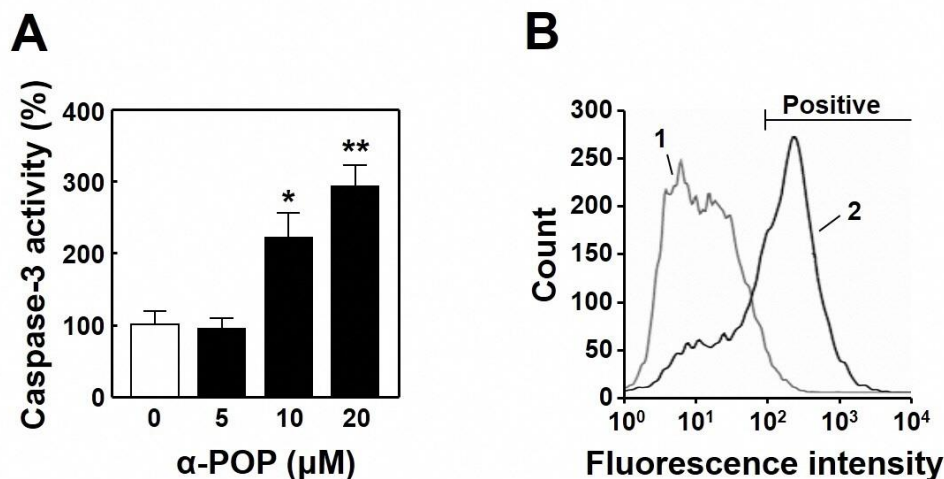 A
Caspase-3 activity (%)
400
300
200
100
0
*
**
0 5 10 20
α-POP (μM)
B
Count
300
250
200
150
100
50
0
Positive
1
2
10⁰ 10¹ 10² 10³ 10⁴
Fluorescence intensity